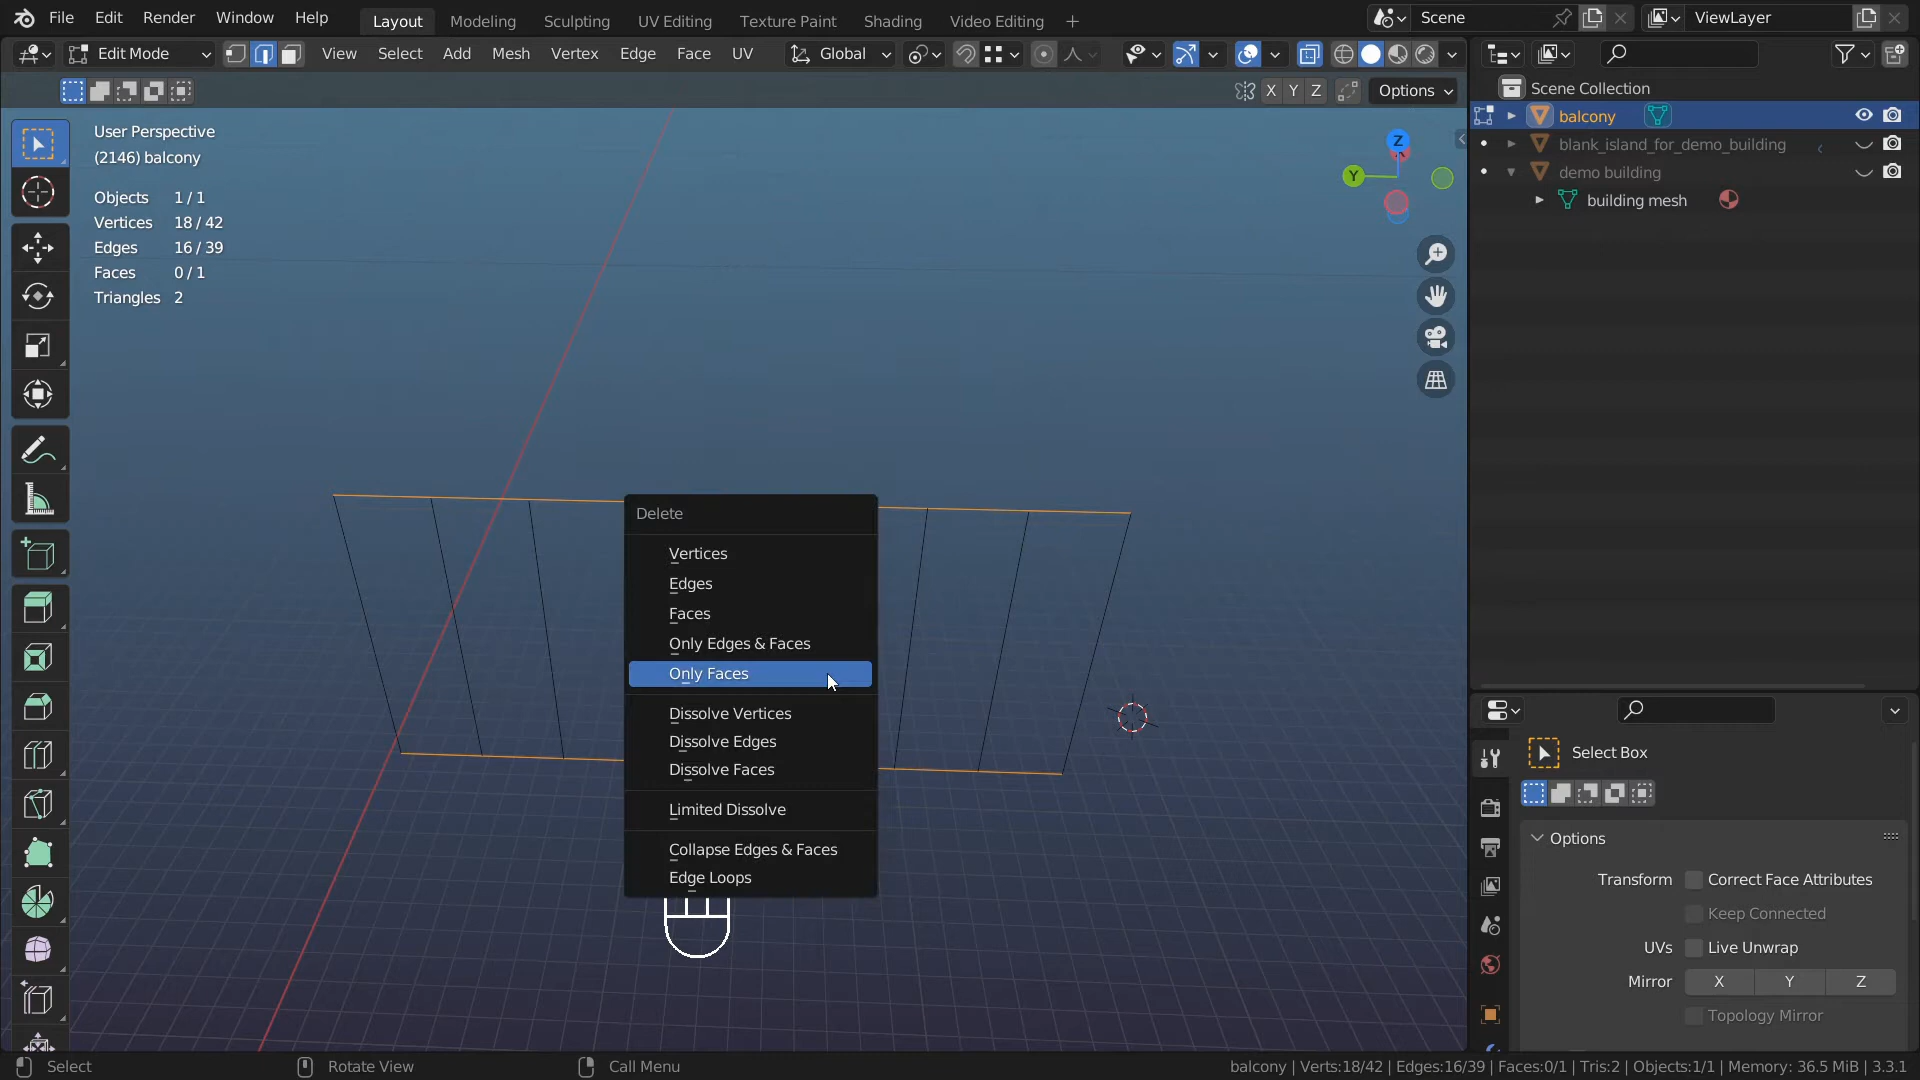 File Edit Render Window Help
Layout Modeling Sculpting UV Editing Texture Paint Shading Video Editing +
Scene
ViewLayer
Edit Mode
View Select Add Mesh Vertex Edge Face UV
Global
X Y Z
Options
User Perspective
(2146) balcony
Objects 1 / 1
Vertices 18 / 42
Edges 16 / 39
Faces 0 / 1
Triangles 2
Z
Y
Scene Collection
balcony
blank_island_for_demo_building
demo building
building mesh
Delete
Vertices
Edges
Faces
Only Edges & Faces
Only Faces
Dissolve Vertices
Dissolve Edges
Dissolve Faces
Limited Dissolve
Collapse Edges & Faces
Edge Loops
Select Box
Options
Transform Correct Face Attributes
Keep Connected
UVs Live Unwrap
Mirror X Y Z
Topology Mirror
Select
Rotate View
Call Menu
balcony | Verts:18/42 | Edges:16/39 | Faces:0/1 | Tris:2 | Objects:1/1 | Memory: 36.5 MiB | 3.3.1